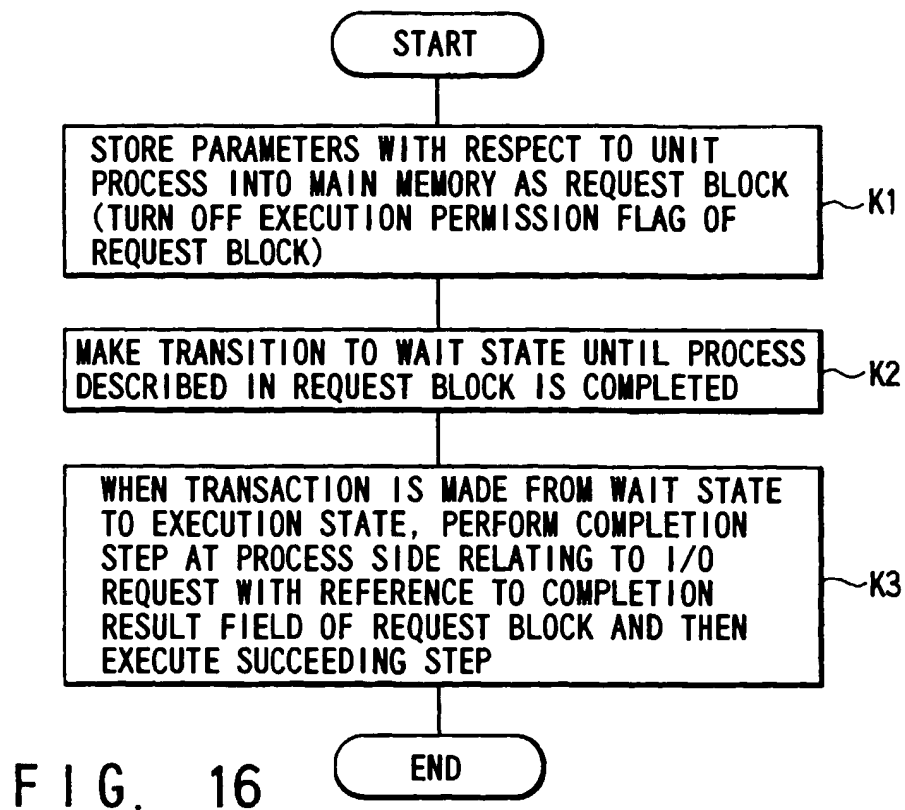 START
STORE PARAMETERS WITH RESPECT TO UNIT
PROCESS INTO MAIN MEMORY AS REQUEST BLOCK
(TURN OFF EXECUTION PERMISSION FLAG OF
REQUEST BLOCK)
K1
MAKE TRANSITION TO WAIT STATE UNTIL PROCESS
DESCRIBED IN REQUEST BLOCK IS COMPLETED
K2
WHEN TRANSACTION IS MADE FROM WAIT STATE
TO EXECUTION STATE, PERFORM COMPLETION
STEP AT PROCESS SIDE RELATING TO I/O
REQUEST WITH REFERENCE TO COMPLETION
RESULT FIELD OF REQUEST BLOCK AND THEN
EXECUTE SUCCEEDING STEP
K3
END
FIG. 16